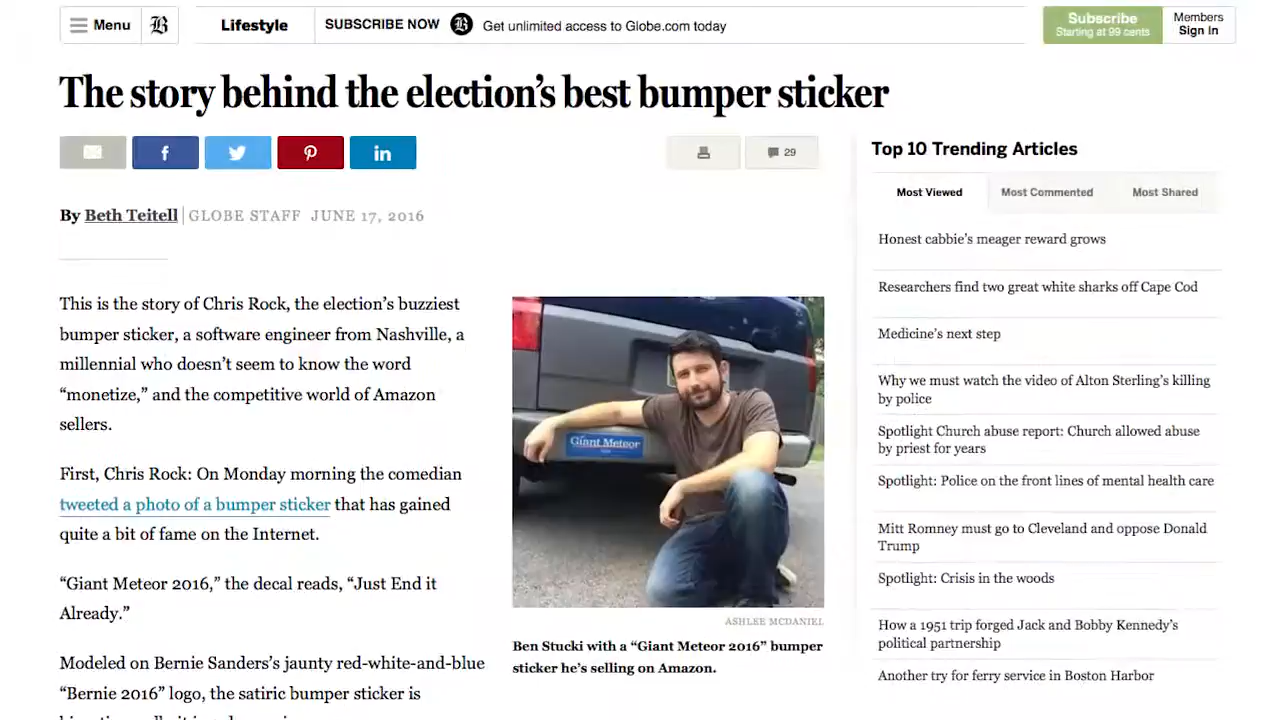 Menu
B
Lifestyle
SUBSCRIBE NOW
B
Get unlimited access to Globe.com today
Subscribe
Starting at 99 cents
Members
Sign In
The story behind the election’s best bumper sticker
f
in
29
By Beth Teitell
GLOBE STAFF JUNE 17, 2016
This is the story of Chris Rock, the election’s buzziest
bumper sticker, a software engineer from Nashville, a
millennial who doesn’t seem to know the word
“monetize,” and the competitive world of Amazon
sellers.
First, Chris Rock: On Monday morning the comedian
tweeted a photo of a bumper sticker that has gained
quite a bit of fame on the Internet.
“Giant Meteor 2016,” the decal reads, “Just End it
Already.”
Modeled on Bernie Sanders’s jaunty red-white-and-blue
“Bernie 2016” logo, the satiric bumper sticker is
Giant Meteor
ASHLEE MCDANIEL
Ben Stucki with a “Giant Meteor 2016” bumper
sticker he’s selling on Amazon.
Top 10 Trending Articles
Most Viewed
Most Commented
Most Shared
Honest cabbie’s meager reward grows
Researchers find two great white sharks off Cape Cod
Medicine’s next step
Why we must watch the video of Alton Sterling’s killing
by police
Spotlight Church abuse report: Church allowed abuse
by priest for years
Spotlight: Police on the front lines of mental health care
Mitt Romney must go to Cleveland and oppose Donald
Trump
Spotlight: Crisis in the woods
How a 1951 trip forged Jack and Bobby Kennedy’s
political partnership
Another try for ferry service in Boston Harbor